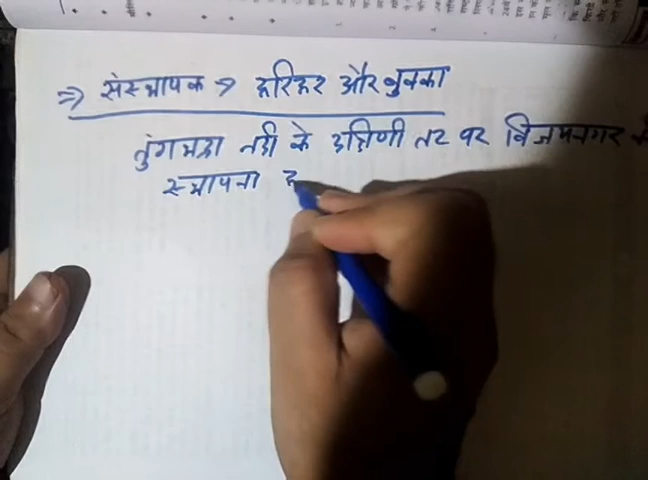 ⇒ संस्थापक → हरिहर और बुक्का
तुंगभद्रा नदी के दक्षिणी तट पर विजयनगर
स्थापना